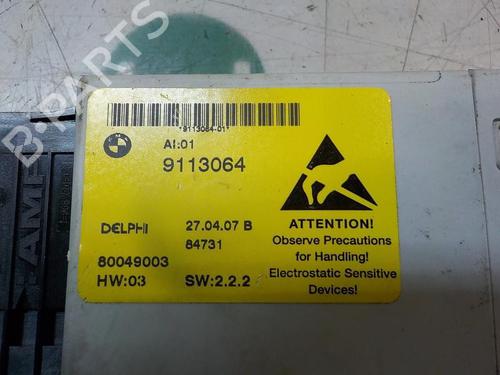 B-PARTS
*9113064-01*
AI:01
9113064
DELPHI 27.04.07 B
84731
80049003
HW:03 SW:2.2.2
ATTENTION!
Observe Precautions
for Handling!
Electrostatic Sensitive
Devices!
AMP